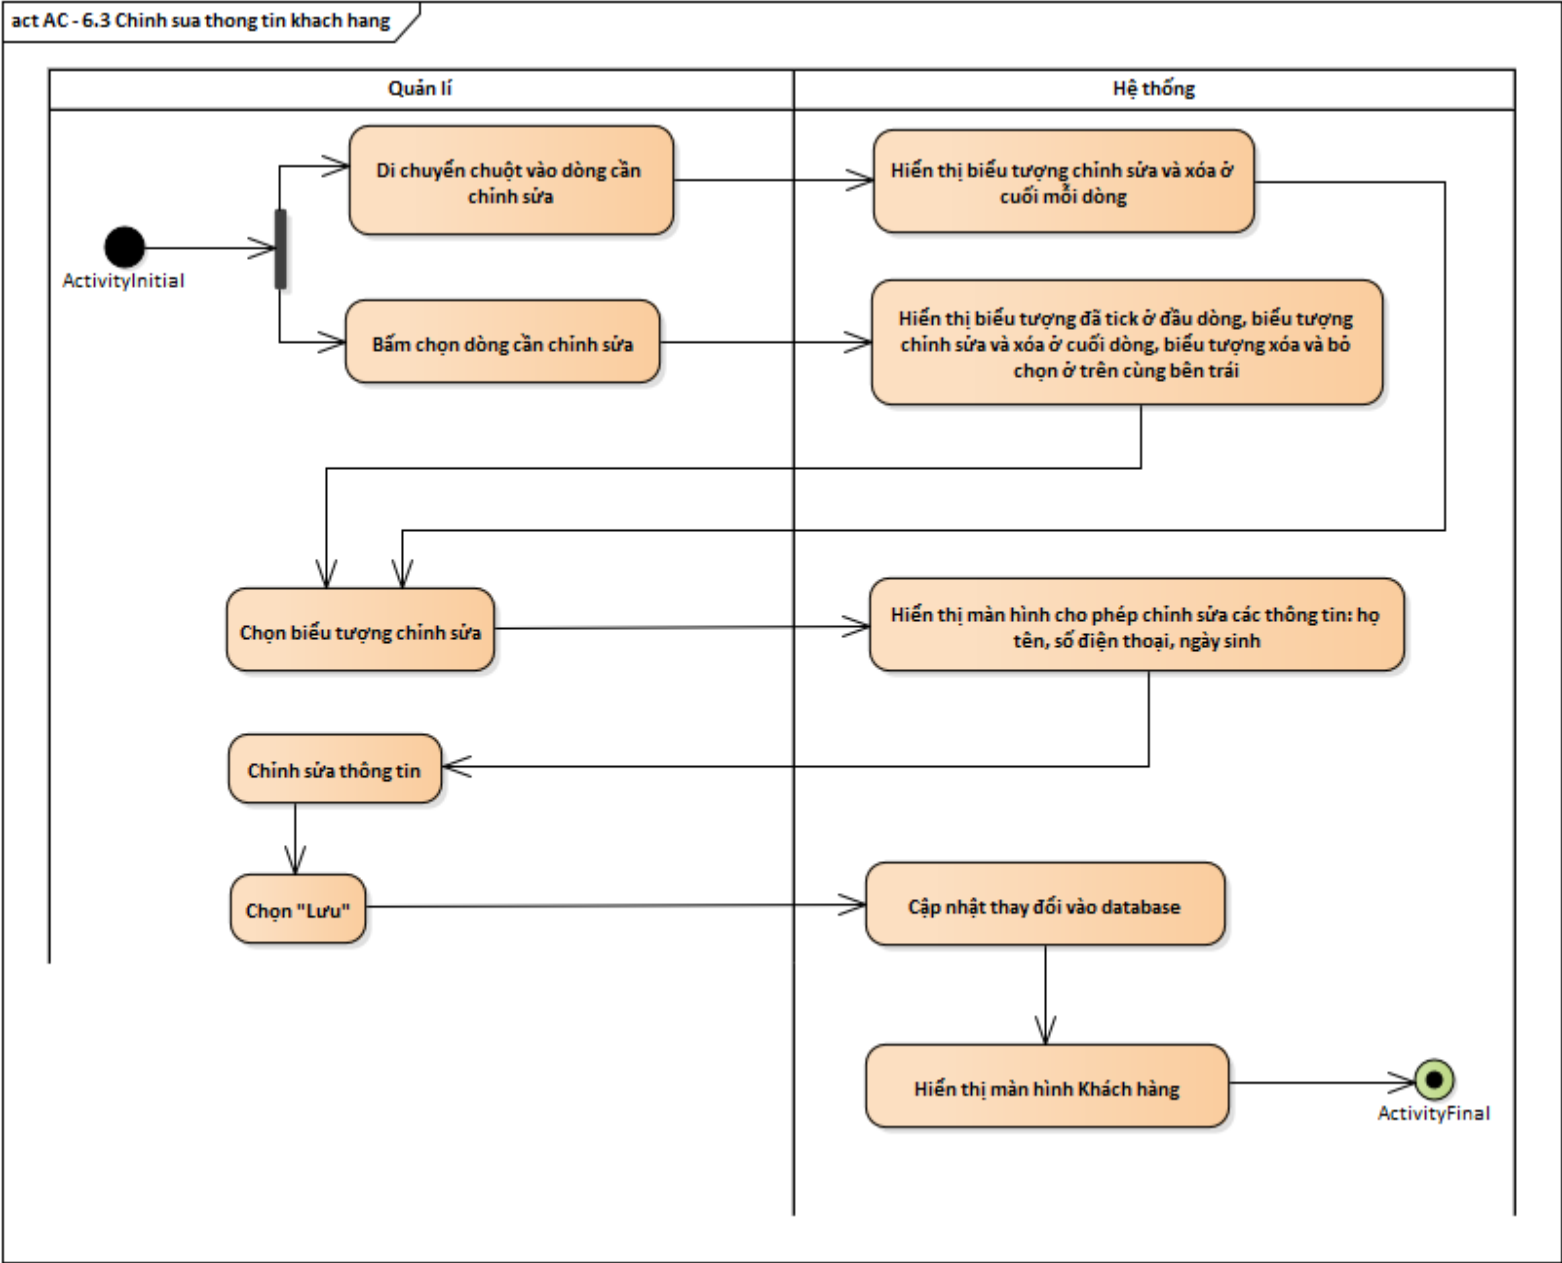 act AC - 6.3 Chinh sua thong tin khach hang
Quản lí
Hệ thống
Di chuyển chuột vào dòng cần
chỉnh sửa
Hiển thị biểu tượng chỉnh sửa và xóa ở
cuối mỗi dòng
ActivityInitial
Bấm chọn dòng cần chỉnh sửa
Hiển thị biểu tượng đã tick ở đầu dòng, biểu tượng
chỉnh sửa và xóa ở cuối dòng, biểu tượng xóa và bỏ
chọn ở trên cùng bên trái
Chọn biểu tượng chỉnh sửa
Hiển thị màn hình cho phép chỉnh sửa các thông tin: họ
tên, số điện thoại, ngày sinh
Chỉnh sửa thông tin
Chọn "Lưu"
Cập nhật thay đổi vào database
Hiển thị màn hình Khách hàng
ActivityFinal